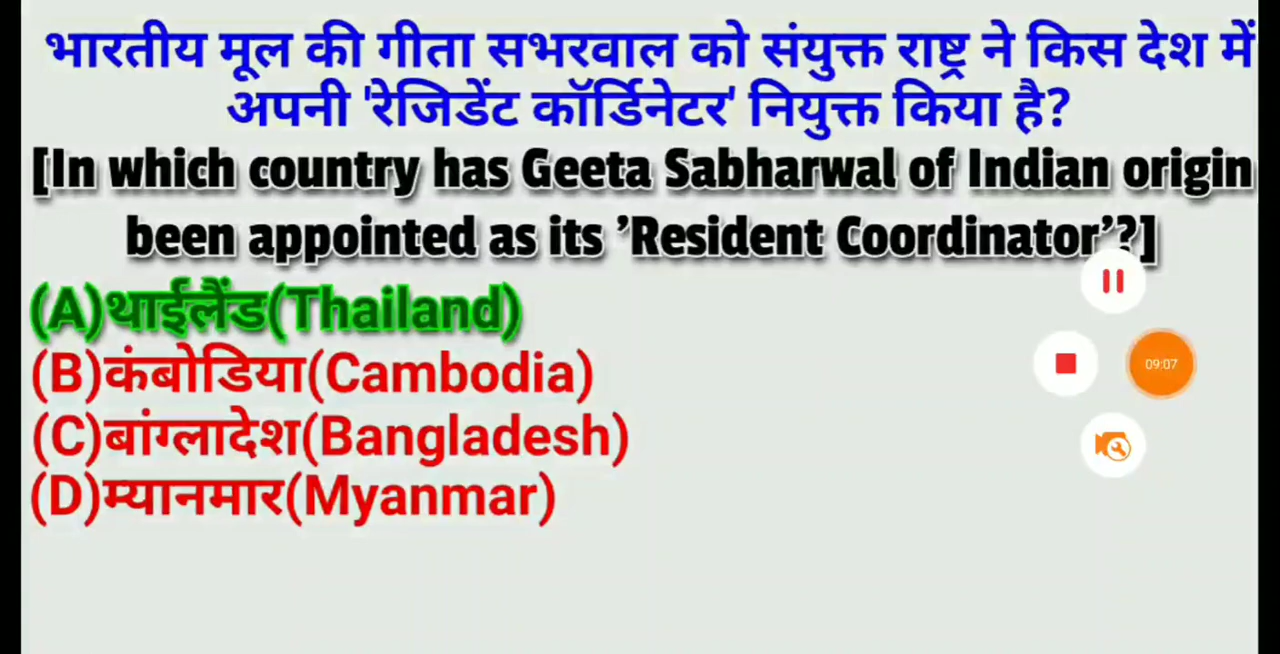 भारतीय मूल की गीता सभरवाल को संयुक्त राष्ट्र ने किस देश में
अपनी 'रेजिडेंट कॉर्डिनेटर' नियुक्त किया है?
[In which country has Geeta Sabharwal of Indian origin
been appointed as its ’Resident Coordinator’?]
(A)थाईलैंड(Thailand)
(B)कंबोडिया(Cambodia)
09:07
(C)बांग्लादेश(Bangladesh)
(D)म्यानमार(Myanmar)